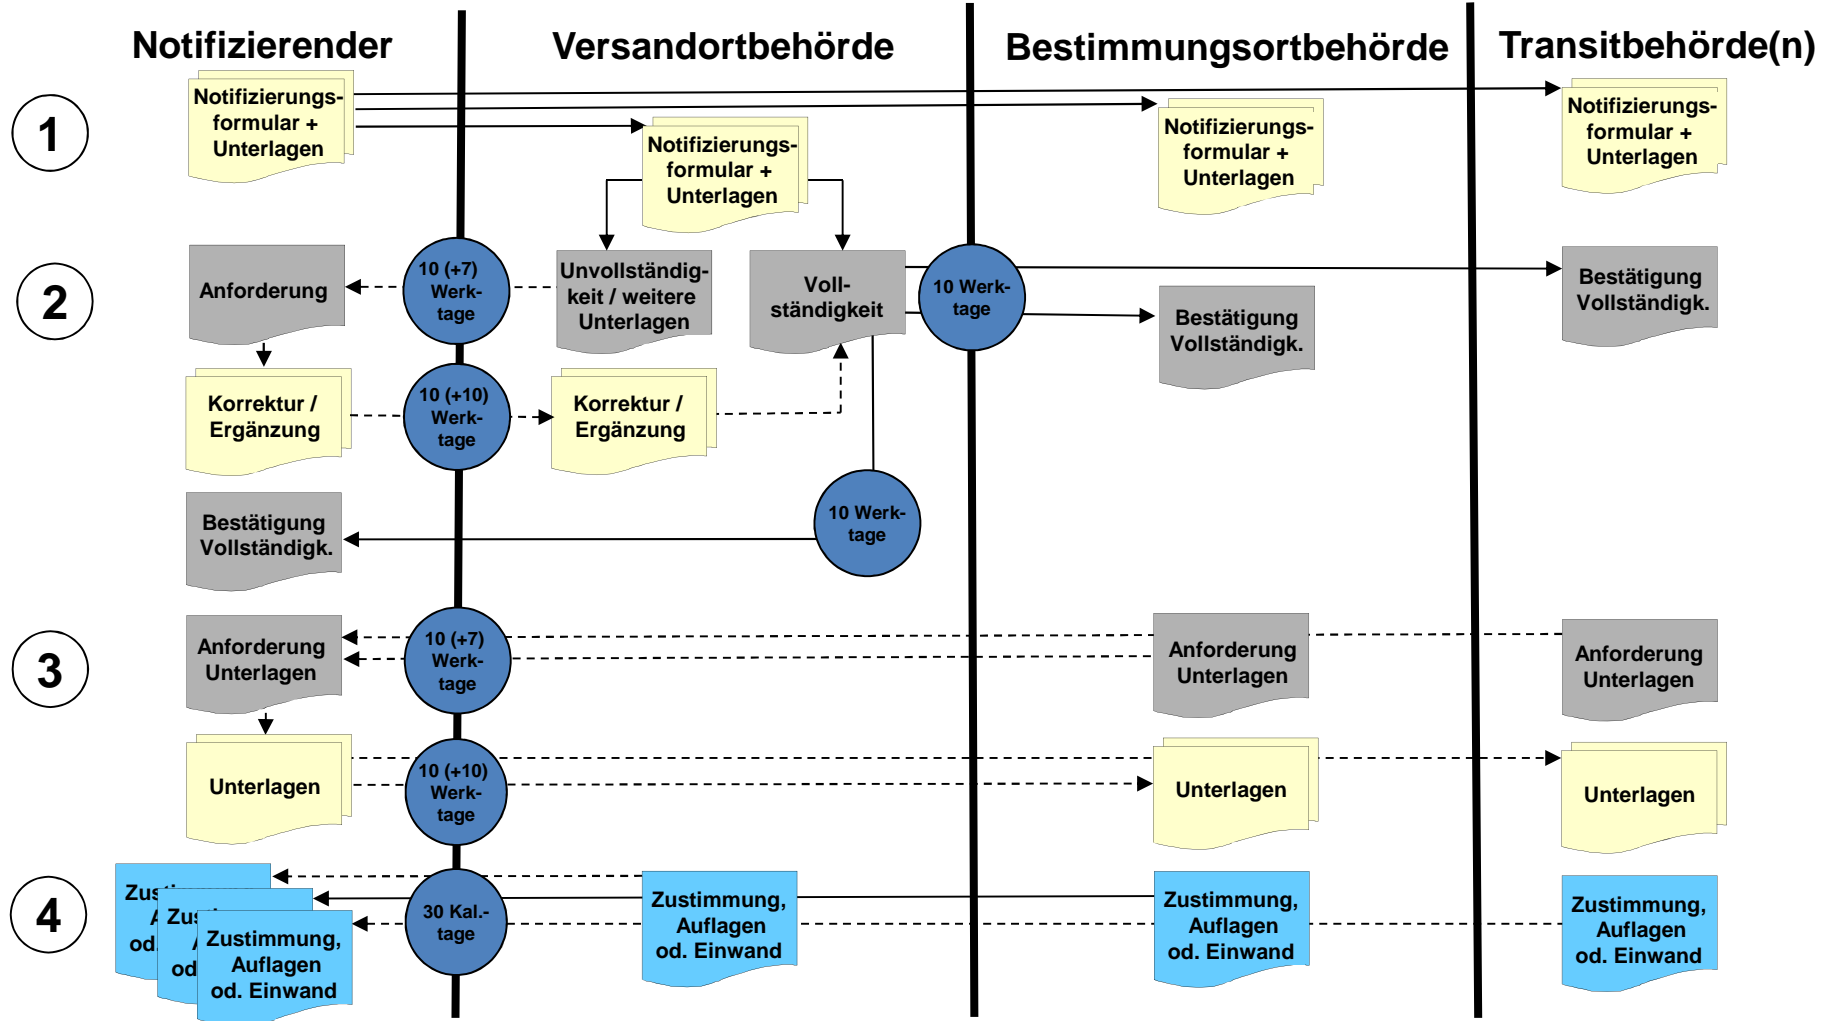 Notifizierender
Versandortbehörde
Bestimmungsortbehörde
Transitbehörde(n)
1
Notifizierungs-
formular +
Unterlagen
Notifizierungs-
formular +
Unterlagen
Notifizierungs-
formular +
Unterlagen
Notifizierungs-
formular +
Unterlagen
2
Anforderung
10 (+7)
Werk-
tage
Unvollständig-
keit / weitere
Unterlagen
Voll-
ständigkeit
10 Werk-
tage
Bestätigung
Vollständigk.
Bestätigung
Vollständigk.
Korrektur /
Ergänzung
10 (+10)
Werk-
tage
Korrektur /
Ergänzung
Bestätigung
Vollständigk.
10 Werk-
tage
3
Anforderung
Unterlagen
10 (+7)
Werk-
tage
Anforderung
Unterlagen
Anforderung
Unterlagen
Unterlagen
10 (+10)
Werk-
tage
Unterlagen
Unterlagen
4
Zustimmung,
Auflagen
od. Einwand
30 Kal.-
tage
Zustimmung,
Auflagen
od. Einwand
Zustimmung,
Auflagen
od. Einwand
Zustimmung,
Auflagen
od. Einwand